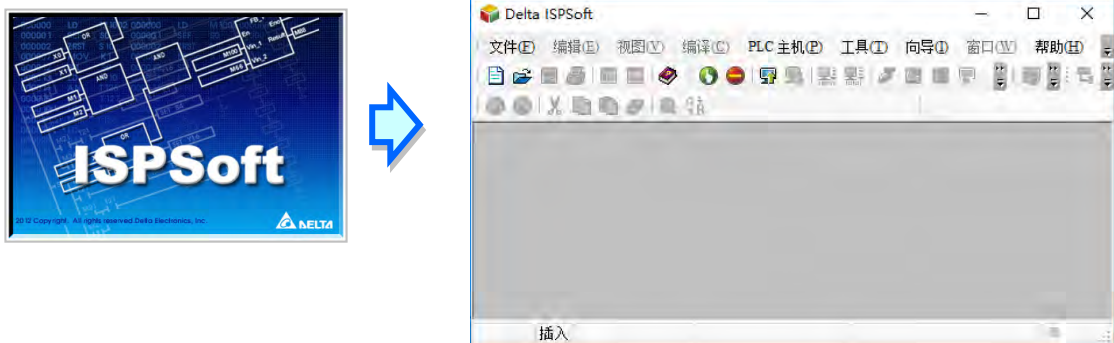 ISPSoft
2012 Copyright. All rights reserved.Delta Electronics, Inc.
DELTA
Delta ISPSoft
文件(F) 编辑(E) 视图(V) 编译(C) PLC 主机(P) 工具(T) 向导(I) 窗口(W) 帮助(H)
插入